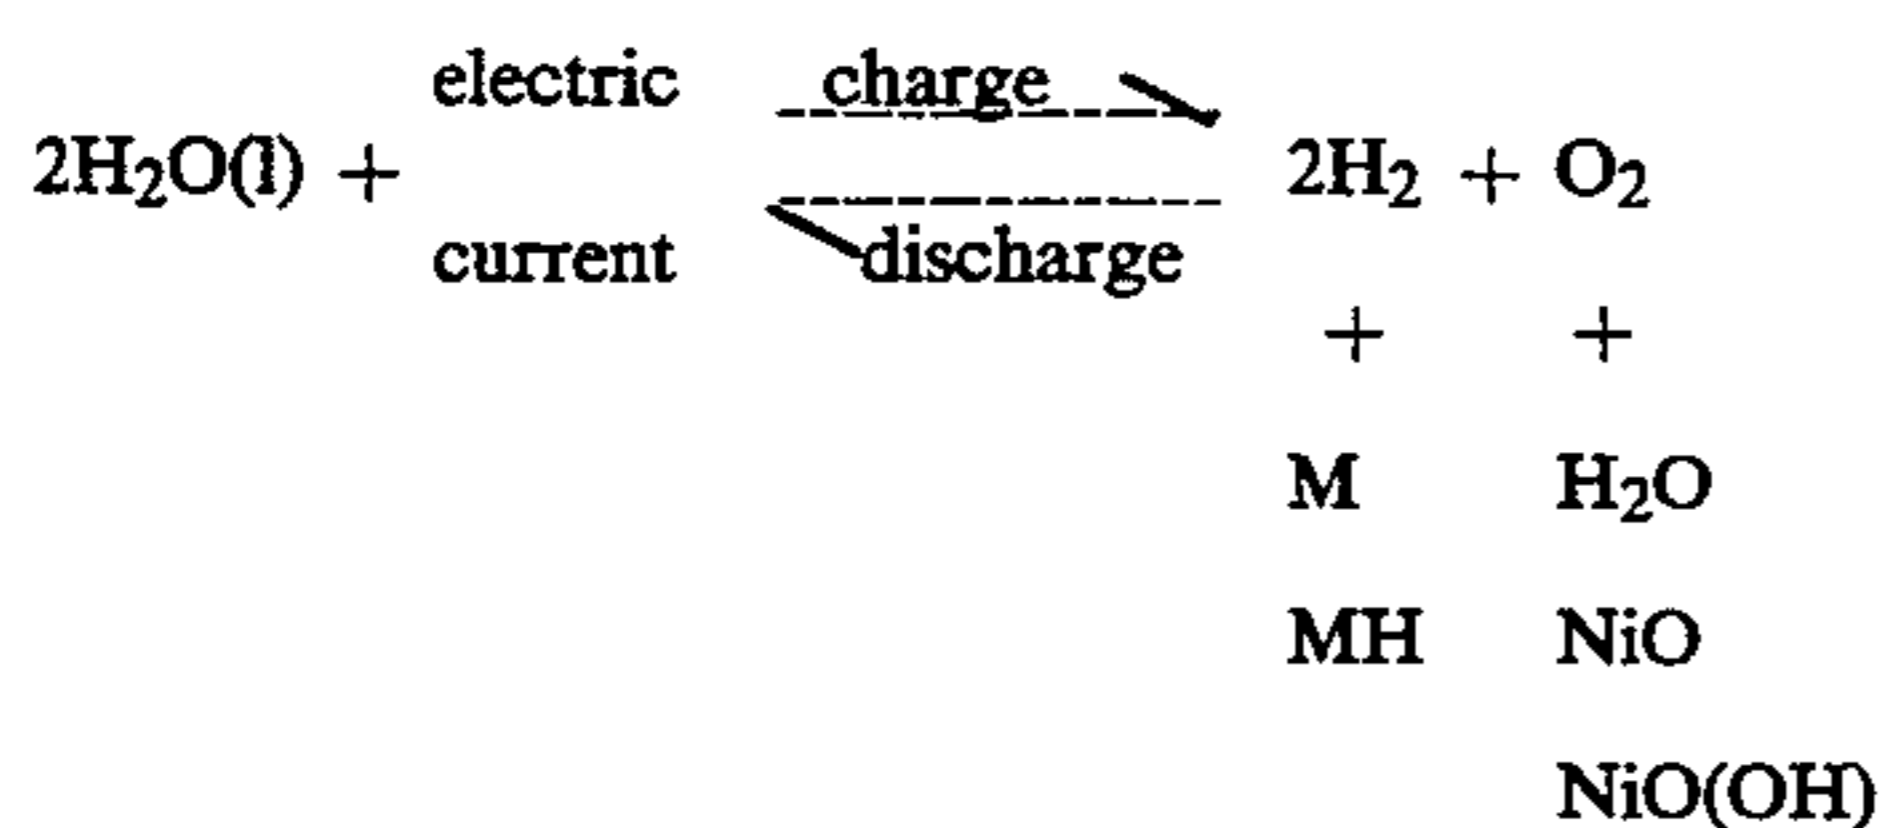 electric charge
2H₂O(l) + 2H₂ + O₂
current discharge
+ +
M H₂O
MH NiO
NiO(OH)